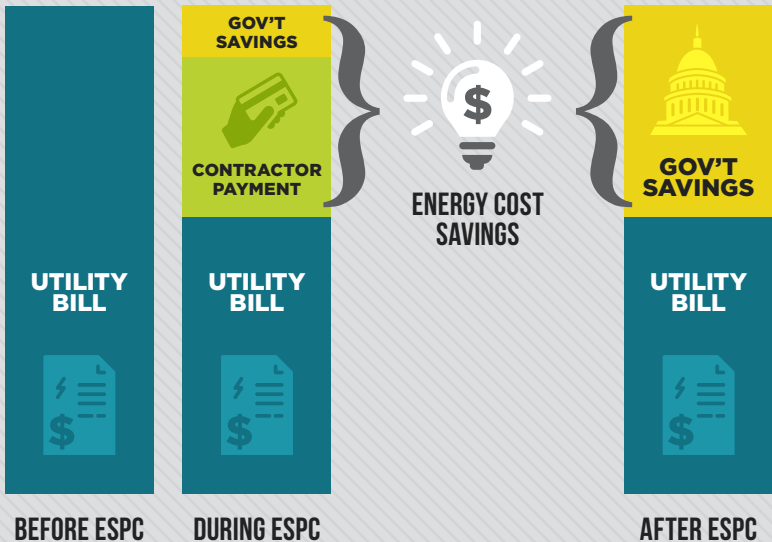 GOV'T
SAVINGS
CONTRACTOR
PAYMENT
UTILITY
BILL
$
BEFORE ESPC
UTILITY
BILL
$
DURING ESPC
$
ENERGY COST
SAVINGS
GOV'T
SAVINGS
UTILITY
BILL
$
AFTER ESPC